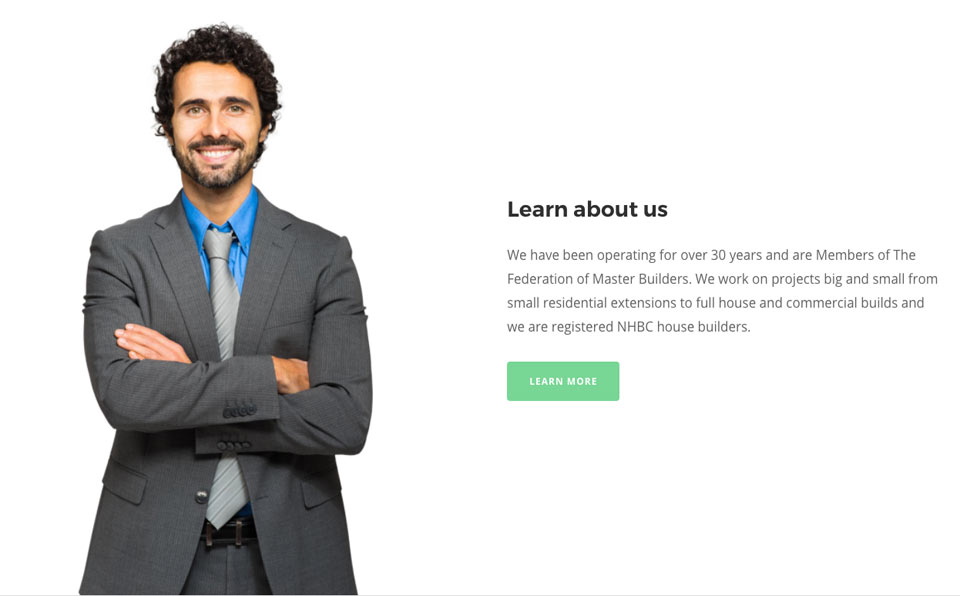 Learn about us
We have been operating for over 30 years and are Members of The
Federation of Master Builders. We work on projects big and small from
small residential extensions to full house and commercial builds and
we are registered NHBC house builders.
LEARN MORE